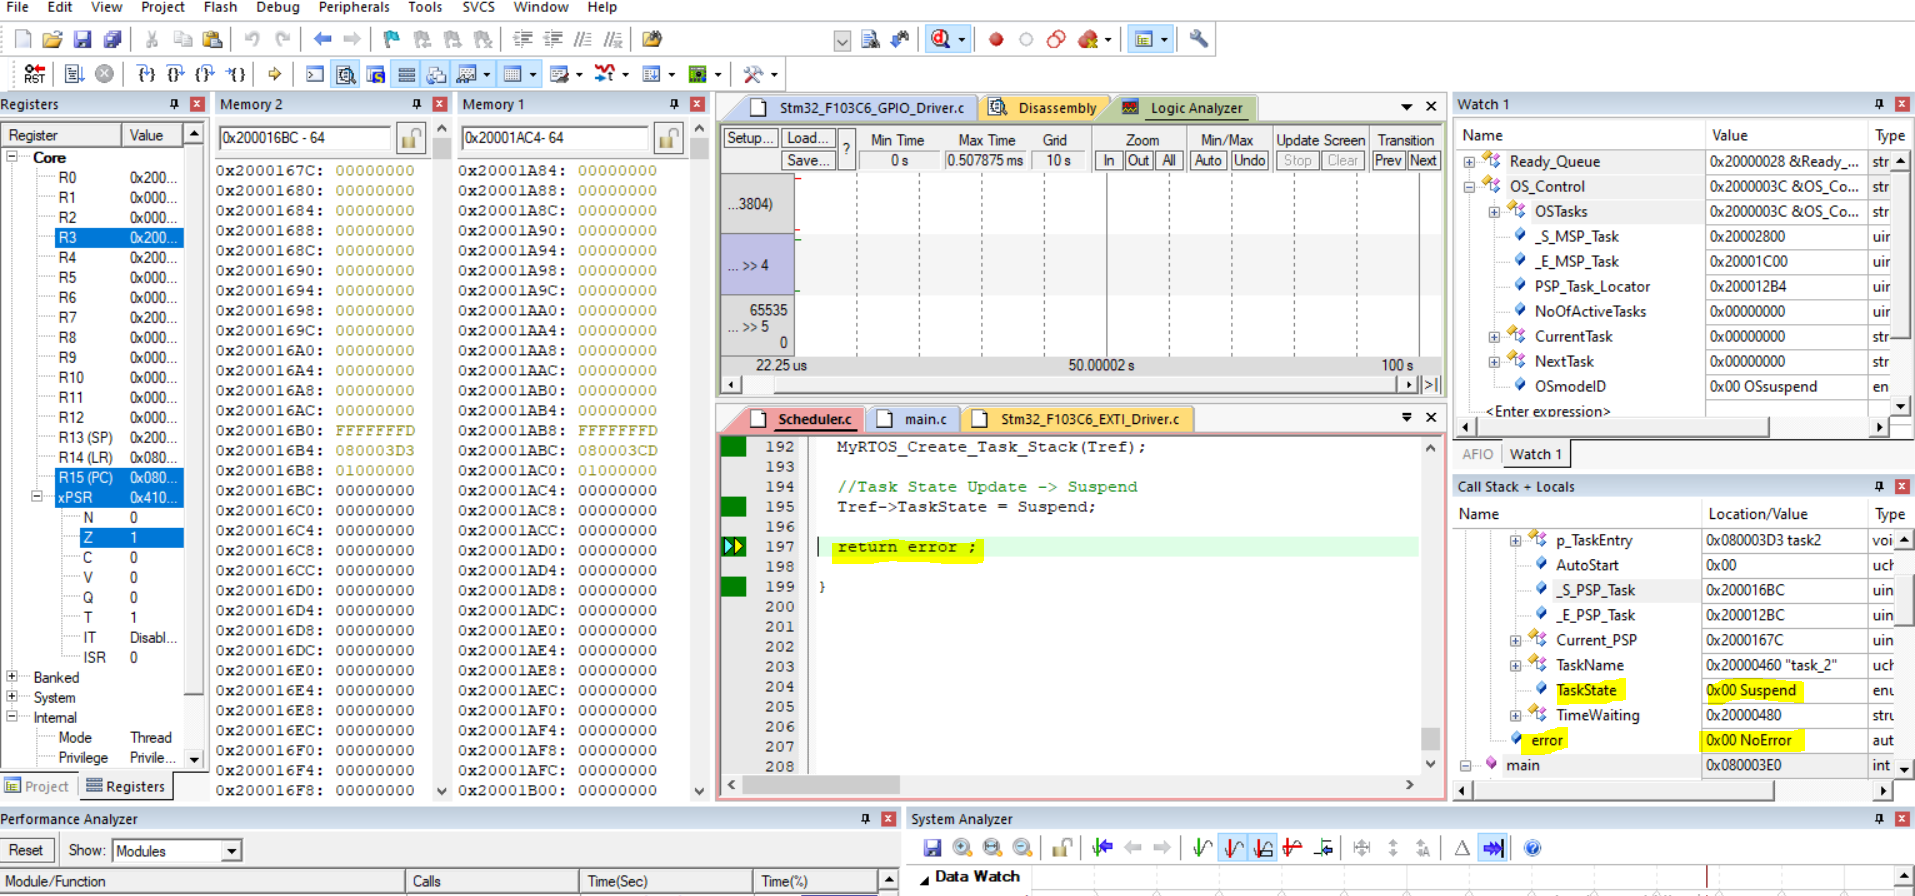 File Edit View Project Flash Debug Peripherals Tools SVCS Window Help
Registers
Register Value
Core
R0 0x200...
R1 0x000...
R2 0x000...
R3 0x200...
R4 0x200...
R5 0x000...
R6 0x000...
R7 0x200...
R8 0x000...
R9 0x000...
R10 0x000...
R11 0x000...
R12 0x000...
R13 (SP) 0x200...
R14 (LR) 0x080...
R15 (PC) 0x080...
xPSR 0x410...
N 0
Z 1
C 0
V 0
Q 0
T 1
IT Disabl...
ISR 0
Banked
System
Internal
Mode Thread
Privilege Privile...
Project Registers
Memory 2
0x200016BC - 64
0x2000167C: 00000000
0x20001680: 00000000
0x20001684: 00000000
0x20001688: 00000000
0x2000168C: 00000000
0x20001690: 00000000
0x20001694: 00000000
0x20001698: 00000000
0x2000169C: 00000000
0x200016A0: 00000000
0x200016A4: 00000000
0x200016A8: 00000000
0x200016AC: 00000000
0x200016B0: FFFFFFFD
0x200016B4: 080003D3
0x200016B8: 01000000
0x200016BC: 00000000
0x200016C0: 00000000
0x200016C4: 00000000
0x200016C8: 00000000
0x200016CC: 00000000
0x200016D0: 00000000
0x200016D4: 00000000
0x200016D8: 00000000
0x200016DC: 00000000
0x200016E0: 00000000
0x200016E4: 00000000
0x200016E8: 00000000
0x200016EC: 00000000
0x200016F0: 00000000
0x200016F4: 00000000
0x200016F8: 00000000
Memory 1
0x20001AC4- 64
0x20001A84: 00000000
0x20001A88: 00000000
0x20001A8C: 00000000
0x20001A90: 00000000
0x20001A94: 00000000
0x20001A98: 00000000
0x20001A9C: 00000000
0x20001AA0: 00000000
0x20001AA4: 00000000
0x20001AA8: 00000000
0x20001AAC: 00000000
0x20001AB0: 00000000
0x20001AB4: 00000000
0x20001AB8: FFFFFFFD
0x20001ABC: 080003CD
0x20001AC0: 01000000
0x20001AC4: 00000000
0x20001AC8: 00000000
0x20001ACC: 00000000
0x20001AD0: 00000000
0x20001AD4: 00000000
0x20001AD8: 00000000
0x20001ADC: 00000000
0x20001AE0: 00000000
0x20001AE4: 00000000
0x20001AE8: 00000000
0x20001AEC: 00000000
0x20001AF0: 00000000
0x20001AF4: 00000000
0x20001AF8: 00000000
0x20001AFC: 00000000
0x20001B00: 00000000
Stm32_F103C6_GPIO_Driver.c Disassembly Logic Analyzer
Setup... Load... ? Min Time Max Time Grid Zoom Min/Max Update Screen Transition
Save... 0 s 0.507875 ms 10 s In Out All Auto Undo Stop Clear Prev Next
...3804)
... >> 4
65535
... >> 5
0
22.25 us 50.00002 s 100 s
Scheduler.c main.c Stm32_F103C6_EXTI_Driver.c
192 MyRTOS_Create_Task_Stack(Tref);
193
194 //Task State Update -> Suspend
195 Tref->TaskState = Suspend;
196
197 return error ;
198
199 }
200
201
202
203
204
205
206
207
208
Watch 1
Name Value Type
Ready_Queue 0x20000028 &Ready_... str
OS_Control 0x2000003C &OS_Co... str
OSTasks 0x2000003C &OS_Co... str
_S_MSP_Task 0x20002800 uir
_E_MSP_Task 0x20001C00 uir
PSP_Task_Locator 0x200012B4 uir
NoOfActiveTasks 0x00000000 uir
CurrentTask 0x00000000 str
NextTask 0x00000000 str
OSmodeID 0x00 OSsuspend en
<Enter expression>
AFIO Watch 1
Call Stack + Locals
Name Location/Value Type
p_TaskEntry 0x080003D3 task2 voi
AutoStart 0x00 uch
_S_PSP_Task 0x200016BC uin
_E_PSP_Task 0x200012BC uin
Current_PSP 0x2000167C uin
TaskName 0x20000460 "task_2" uch
TaskState 0x00 Suspend enu
TimeWaiting 0x20000480 stru
error 0x00 NoError aut
main 0x080003E0 int
Performance Analyzer
Reset Show: Modules
Module/Function Calls Time(Sec) Time(%)
System Analyzer
Data Watch